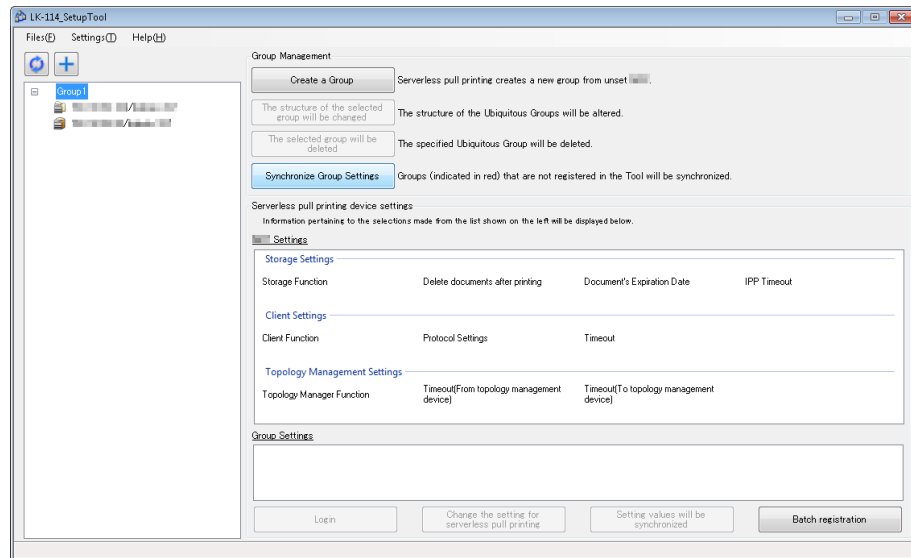 LK-114_SetupTool
Files(F) Settings(T) Help(H)
Group1
/
/
Group Management
Create a Group
Serverless pull printing creates a new group from unset
The structure of the selected
group will be changed
The structure of the Ubiquitous Groups will be altered.
The selected group will be
deleted
The specified Ubiquitous Group will be deleted.
Synchronize Group Settings
Groups (indicated in red) that are not registered in the Tool will be synchronized.
Serverless pull printing device settings
Information pertaining to the selections made from the list shown on the left will be displayed below.
Settings
Storage Settings
Storage Function
Delete documents after printing
Document's Expiration Date
IPP Timeout
Client Settings
Client Function
Protocol Settings
Timeout
Topology Management Settings
Topology Manager Function
Timeout(From topology management
device)
Timeout(To topology management
device)
Group Settings
Login
Change the setting for
serverless pull printing
Setting values will be
synchronized
Batch registration